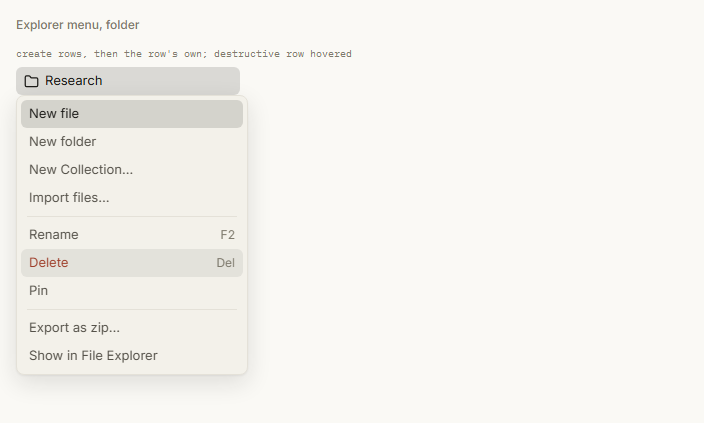 Explorer menu, folder
create rows, then the row's own; destructive row hovered
Research
New file
New folder
New Collection...
Import files...
Rename F2
Delete Del
Pin
Export as zip...
Show in File Explorer